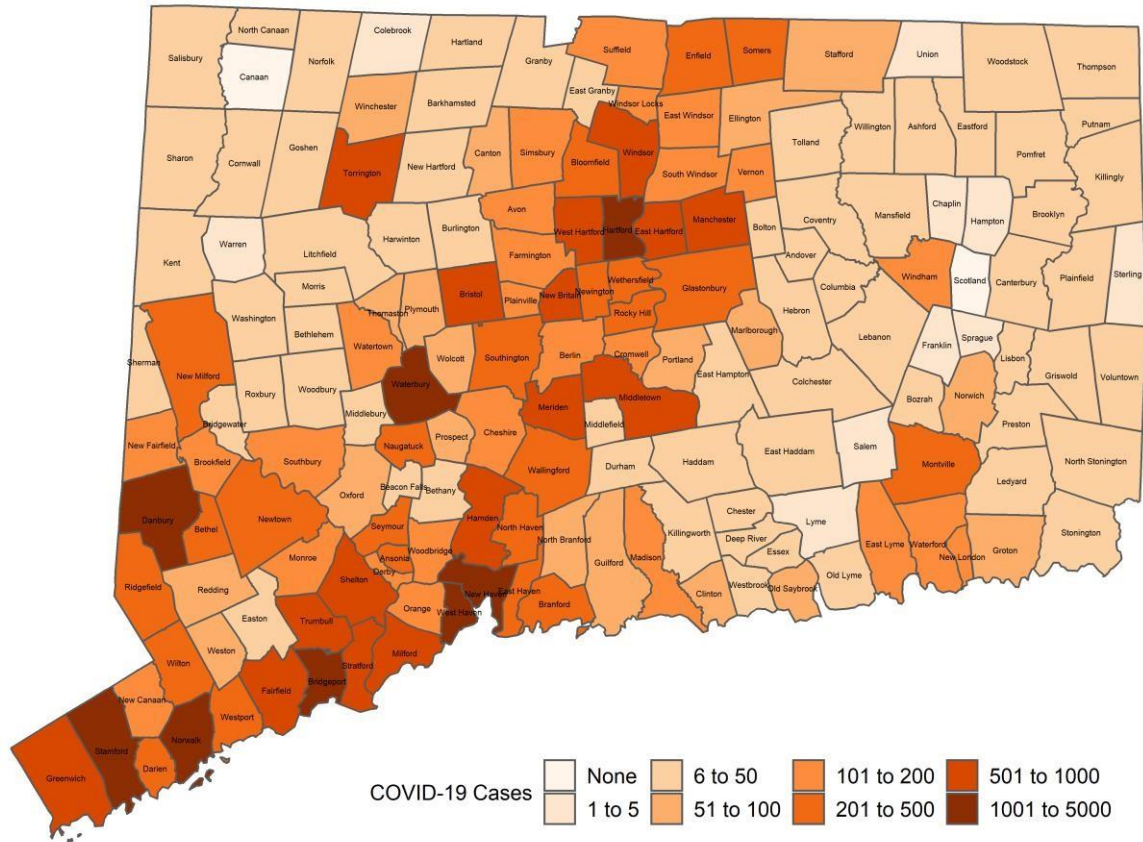 North Canaan
Colebrook
Hartland
Salisbury
Norfolk
Granby
Suffield
Enfield
Somers
Stafford
Union
Woodstock
Thompson
Canaan
East Granby
Windsor Locks
Winchester
Barkhamsted
East Windsor
Ellington
Putnam
Sharon
Cornwall
Goshen
New Hartford
Canton
Simsbury
Bloomfield
Windsor
South Windsor
Vernon
Tolland
Willington
Ashford
Eastford
Pomfret
Killingly
Torrington
Avon
Manchester
Mansfield
Chaplin
Hampton
Brooklyn
Kent
Warren
Litchfield
Harwinton
Burlington
Farmington
West Hartford
Hartford
East Hartford
Bolton
Coventry
Andover
Windham
Scotland
Canterbury
Plainfield
Sterling
Morris
Bristol
Plainville
New Britain
Newington
Wethersfield
Glastonbury
Columbia
Hebron
Washington
Bethlehem
Thomaston
Plymouth
Rocky Hill
Lebanon
Sherman
New Milford
Watertown
Wolcott
Southington
Berlin
Cromwell
Portland
Marlborough
Franklin
Sprague
Lisbon
Griswold
Voluntown
Roxbury
Woodbury
Waterbury
East Hampton
Colchester
Bozrah
Norwich
Preston
Bridgewater
Middlebury
Meriden
Middletown
Middlefield
New Fairfield
Brookfield
Southbury
Naugatuck
Prospect
Cheshire
Wallingford
Durham
Haddam
East Haddam
Salem
Montville
Ledyard
North Stonington
Oxford
Beacon Falls
Bethany
Danbury
Bethel
Newtown
Seymour
Hamden
North Haven
North Branford
Killingworth
Chester
Lyme
Stonington
Monroe
Ansonia
Derby
Woodbridge
Guilford
Madison
Deep River
Essex
East Lyme
Waterford
New London
Groton
Ridgefield
Redding
Shelton
Orange
New Haven
East Haven
Branford
Clinton
Westbrook
Old Saybrook
Old Lyme
West Haven
Easton
Trumbull
Weston
Stratford
Milford
Wilton
Bridgeport
Fairfield
New Canaan
Westport
Norwalk
Stamford
Darien
Greenwich
COVID-19 Cases
None
6 to 50
101 to 200
501 to 1000
1 to 5
51 to 100
201 to 500
1001 to 5000